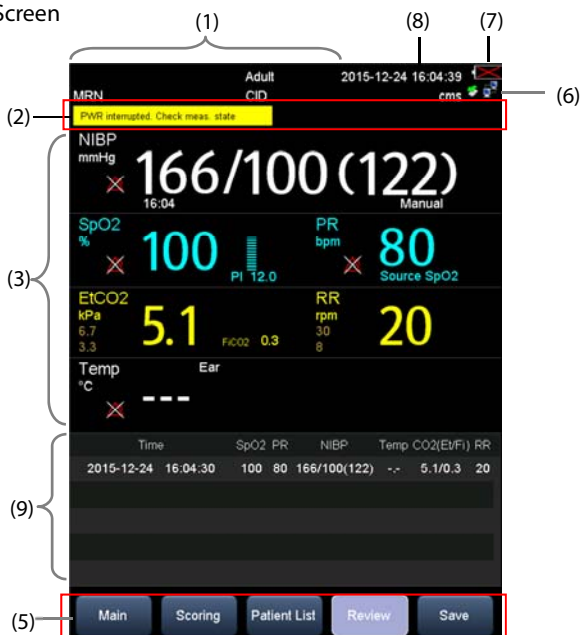 Screen
(1)
(8)
(7)
Adult 2015-12-24 16:04:39
MRN CID cms
(6)
(2)
PWR interrupted. Check meas. state
NIBP
mmHg
166/100 (122)
16:04 Manual
(3)
SpO2 PR
% bpm
100 80
PI 12.0 Source SpO2
EtCO2 RR
kPa rpm
6.7 30
3.3 8
5.1 FiCO2 0.3 20
Temp Ear
°C
---
(9)
Time SpO2 PR NIBP Temp CO2(Et/Fi) RR
2015-12-24 16:04:30 100 80 166/100(122) -.- 5.1/0.3 20
(5)
Main Scoring Patient List Review Save